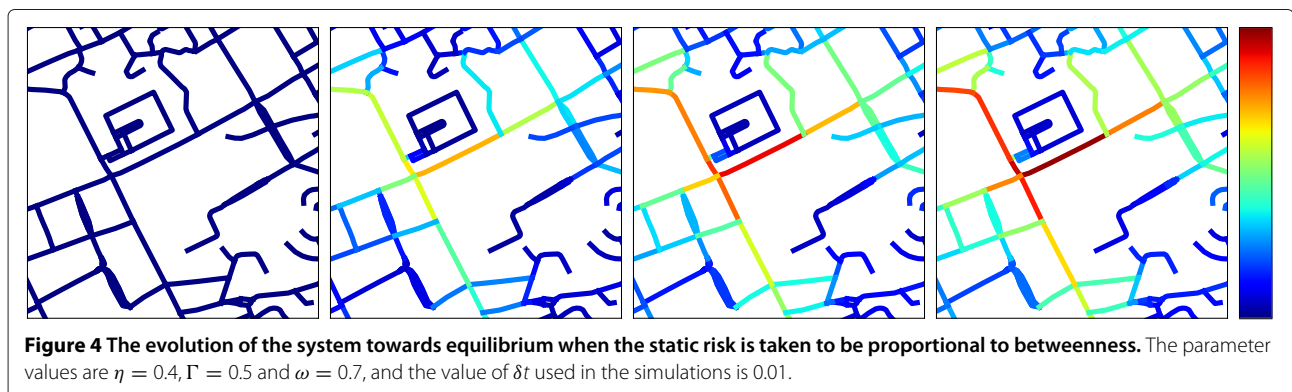 Figure 4 The evolution of the system towards equilibrium when the static risk is taken to be proportional to betweenness. The parameter
values are η = 0.4, Γ = 0.5 and ω = 0.7, and the value of δt used in the simulations is 0.01.